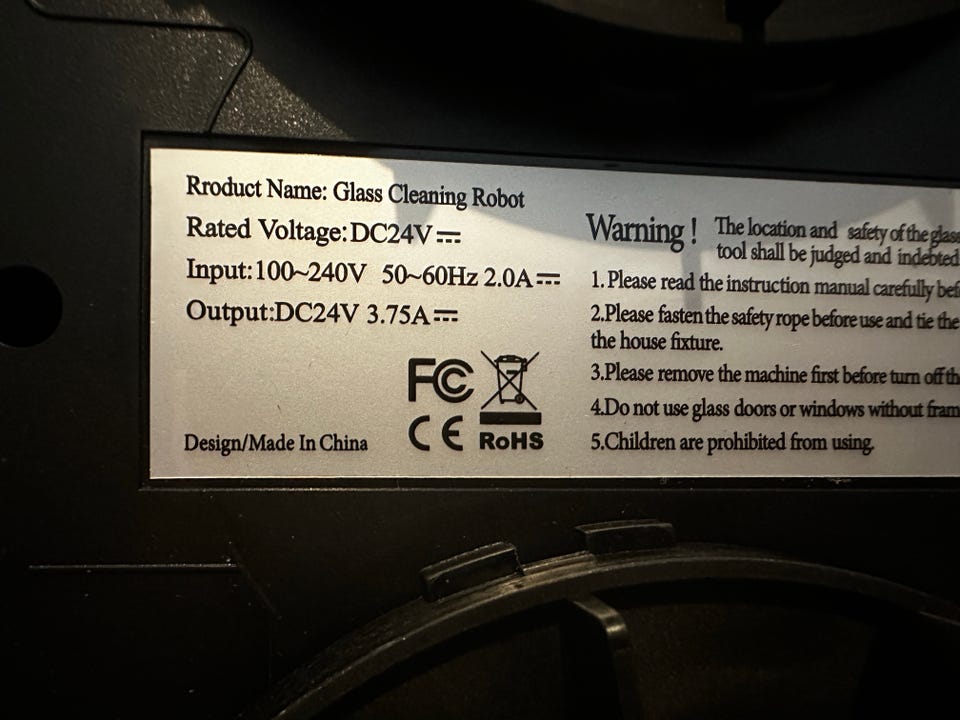 Rroduct Name: Glass Cleaning Robot
Rated Voltage:DC24V⎓
Input:100~240V 50~60Hz 2.0A⎓
Output:DC24V 3.75A⎓
FC
CE
RoHS
Design/Made In China
Warning ! The location and safety of the glass
tool shall be judged and indebted
1.Please read the instruction manual carefully
2.Please fasten the safety rope before use and tie the
the house fixture.
3.Please remove the machine first before turn off
4.Do not use glass doors or windows without
5.Children are prohibited from using.